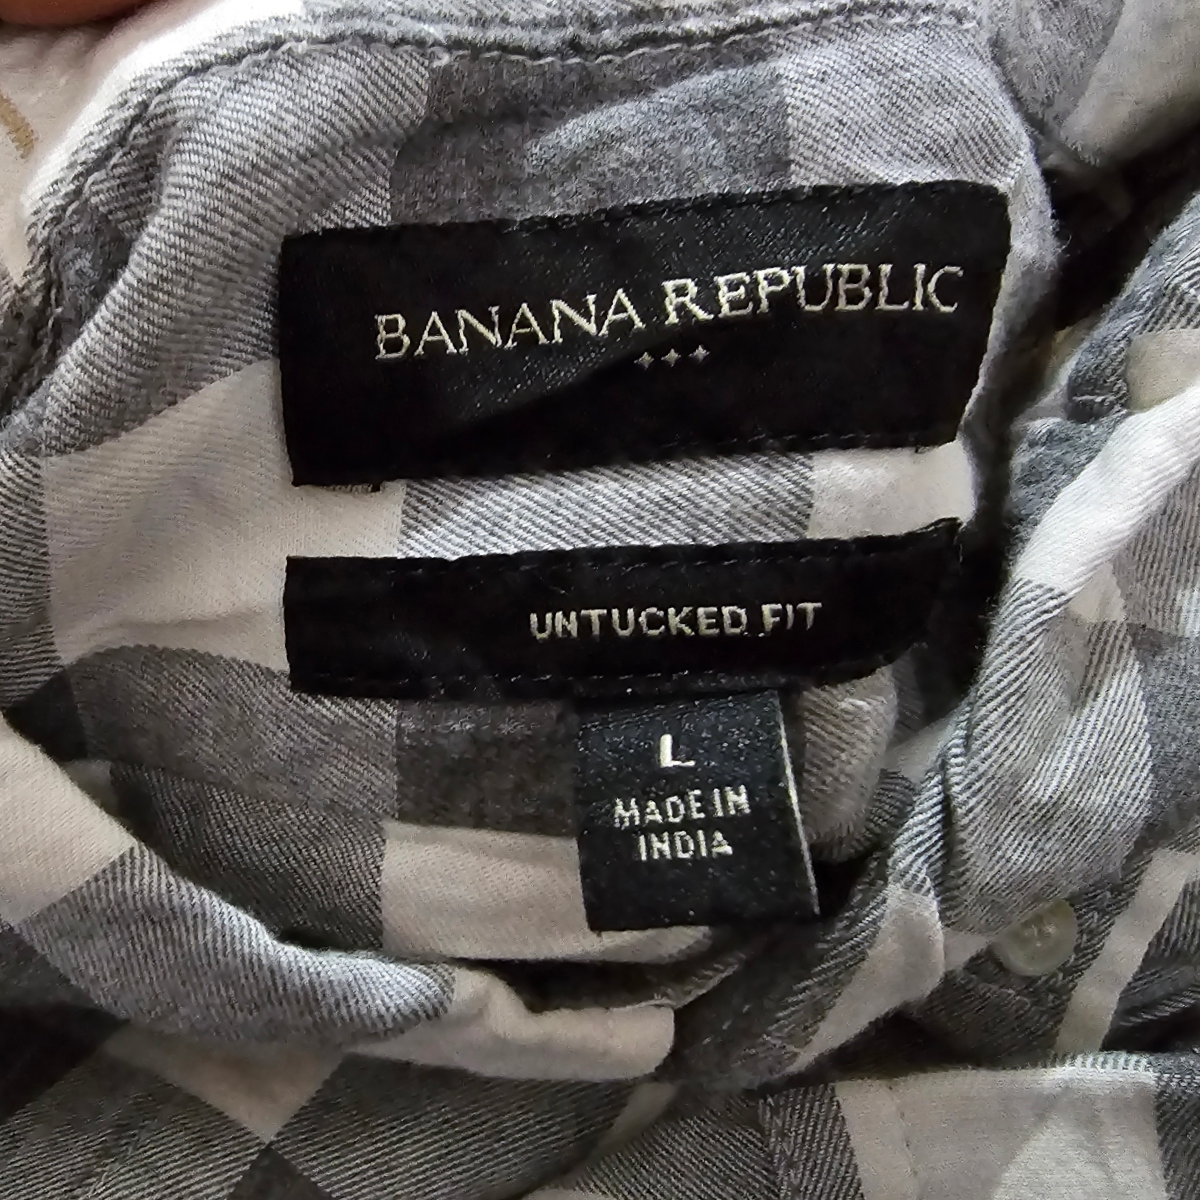 BANANA REPUBLIC
UNTUCKED FIT
L
MADE IN
INDIA